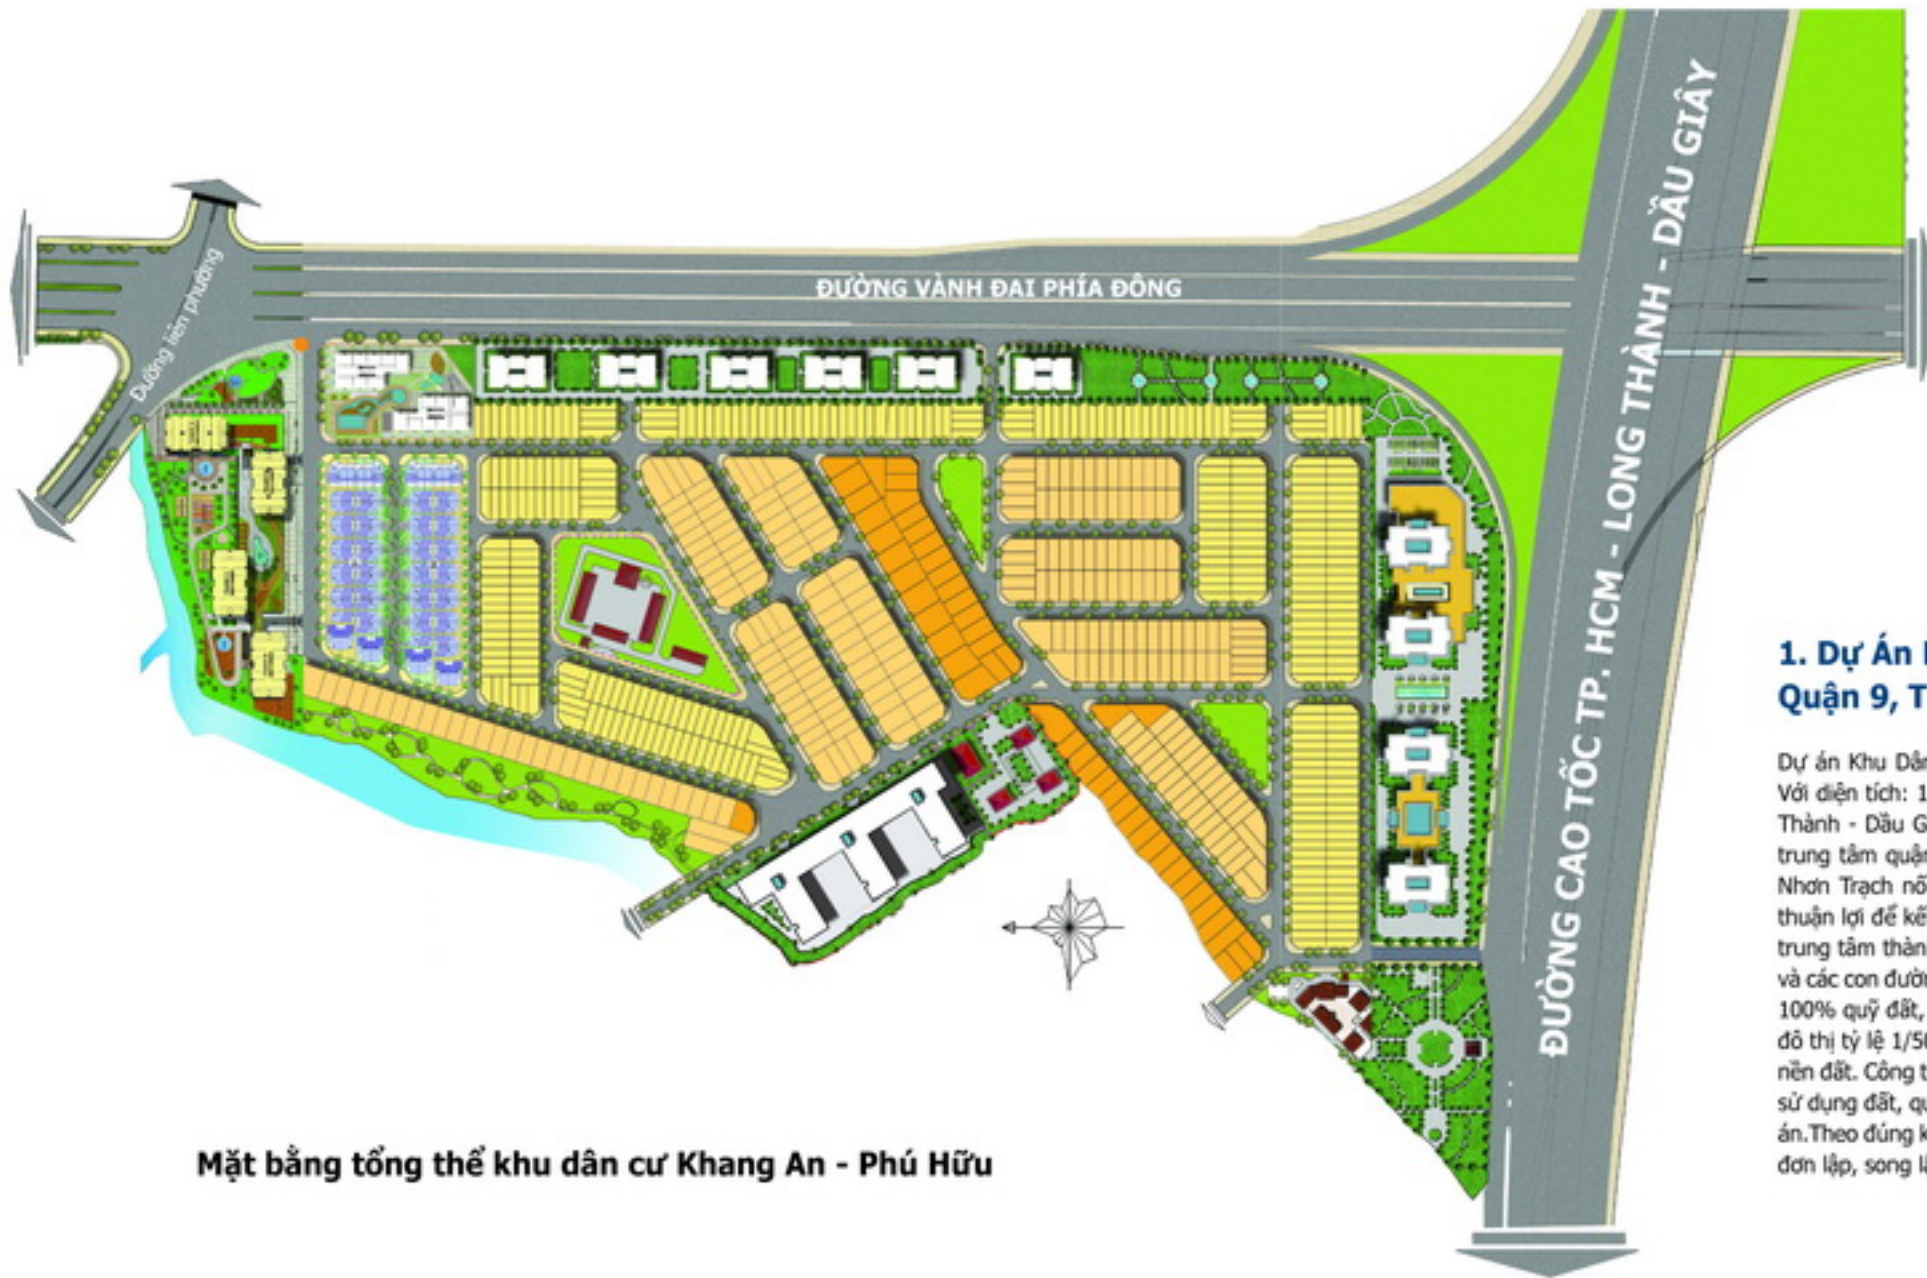 ĐƯỜNG CAO TỐC TP. HCM - LONG THÀNH - DẦU GIÂY
Đường liên phường
ĐƯỜNG VÀNH ĐAI PHÍA ĐÔNG
1. Dự Án
Quận 9, T
Dự án Khu Dân
Với diện tích: 1
Thành - Dầu G
trung tâm quận
Nhơn Trạch nố
thuận lợi để kế
trung tâm thàn
và các con đườn
100% quỹ đất,
đô thị tỷ lệ 1/50
nền đất. Công t
sử dụng đất, qu
án.Theo đúng k
đơn lập, song lậ
Mặt bằng tổng thể khu dân cư Khang An - Phú Hữu